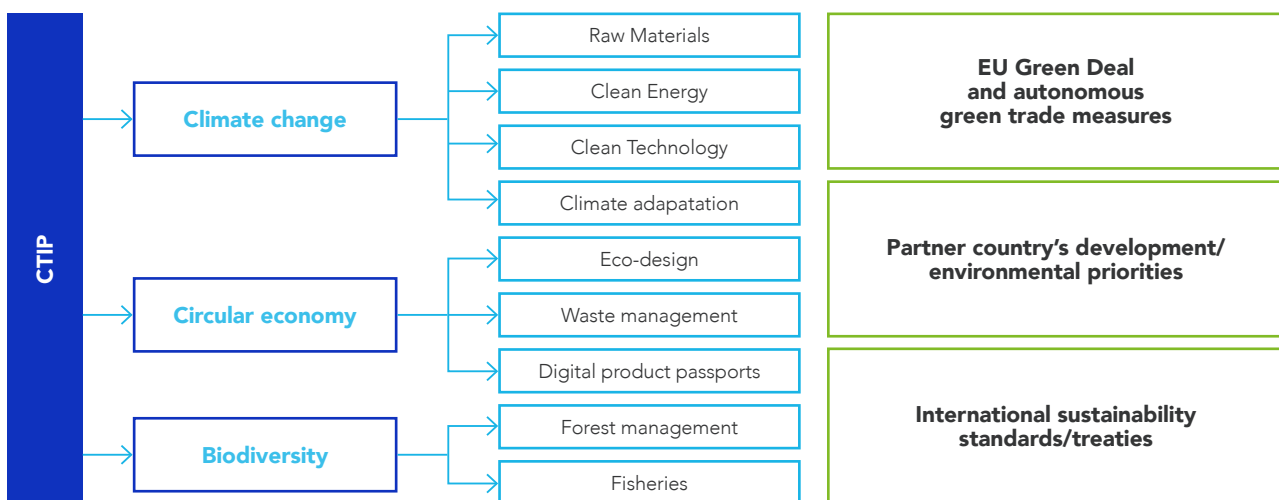 CTIP
Climate change
Raw Materials
Clean Energy
Clean Technology
Climate adapatation
Circular economy
Eco-design
Waste management
Digital product passports
Biodiversity
Forest management
Fisheries
EU Green Deal
and autonomous
green trade measures
Partner country's development/
environmental priorities
International sustainability
standards/treaties